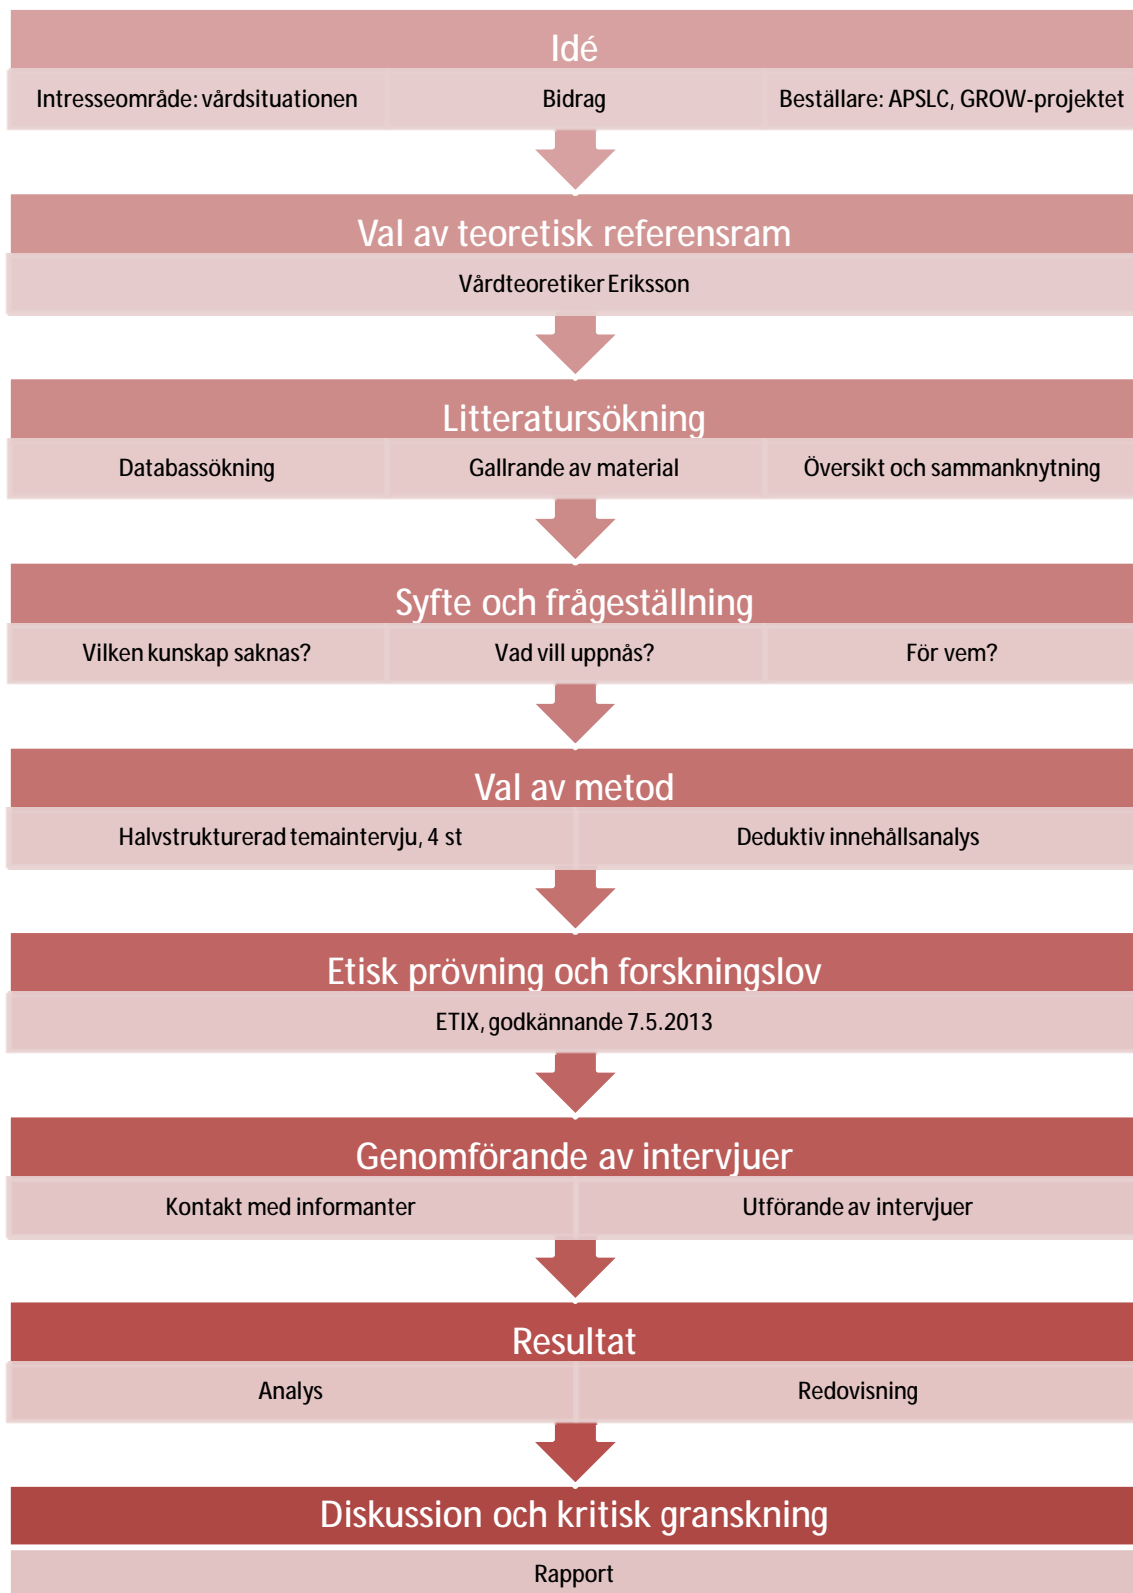 Idé
Intresseområde: vårdsituationen
Bidrag
Beställare: APSLC, GROW-projektet
Val av teoretisk referensram
Vårdteoretiker Eriksson
Litteratursökning
Databassökning
Gallrande av material
Översikt och sammanknytning
Syfte och frågeställning
Vilken kunskap saknas?
Vad vill uppnås?
För vem?
Val av metod
Halvstrukturerad temaintervju, 4 st
Deduktiv innehållsanalys
Etisk prövning och forskningslov
ETIX, godkännande 7.5.2013
Genomförande av intervjuer
Kontakt med informanter
Utförande av intervjuer
Resultat
Analys
Redovisning
Diskussion och kritisk granskning
Rapport